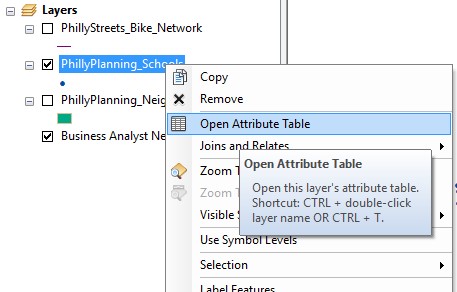 Layers
PhillyStreets_Bike_Network
PhillyPlanning_Schools
Copy
PhillyPlanning_Neig
Remove
Business Analyst Ne
Open Attribute Table
Joins and Relates
Open Attribute Table
Zoom T
Open this layer's attribute table.
Zoom T
Shortcut: CTRL + double-click
Visible S
layer name OR CTRL + T.
Use Symbol Levels
Selection
Label Features